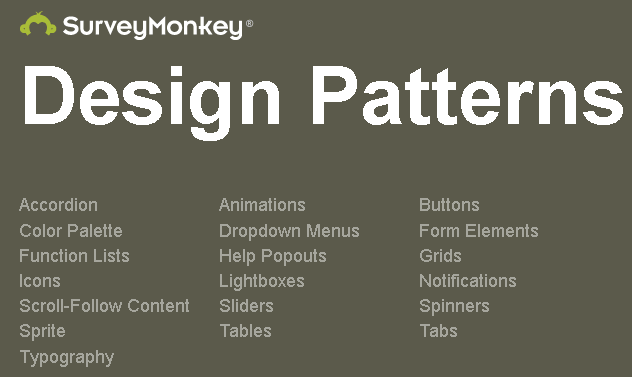 SurveyMonkey®
Design Patterns
Accordion Animations Buttons
Color Palette Dropdown Menus Form Elements
Function Lists Help Popouts Grids
Icons Lightboxes Notifications
Scroll-Follow Content Sliders Spinners
Sprite Tables Tabs
Typography